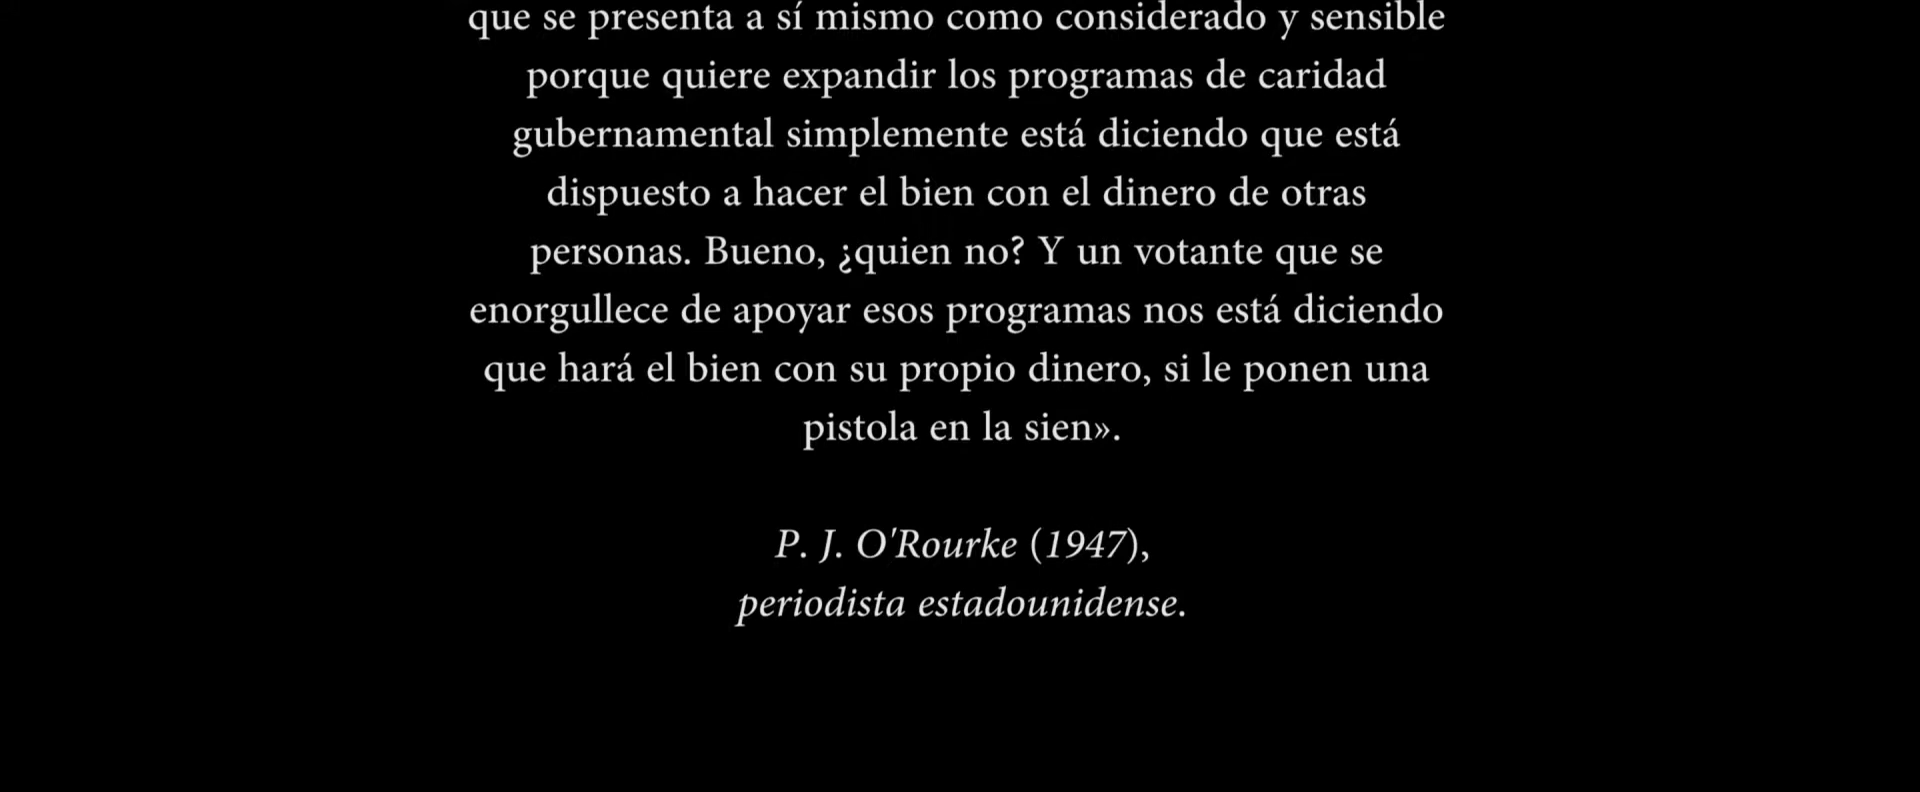 que se presenta a sí mismo como considerado y sensible
porque quiere expandir los programas de caridad
gubernamental simplemente está diciendo que está
dispuesto a hacer el bien con el dinero de otras
personas. Bueno, ¿quien no? Y un votante que se
enorgullece de apoyar esos programas nos está diciendo
que hará el bien con su propio dinero, si le ponen una
pistola en la sien».
P. J. O'Rourke (1947),
periodista estadounidense.